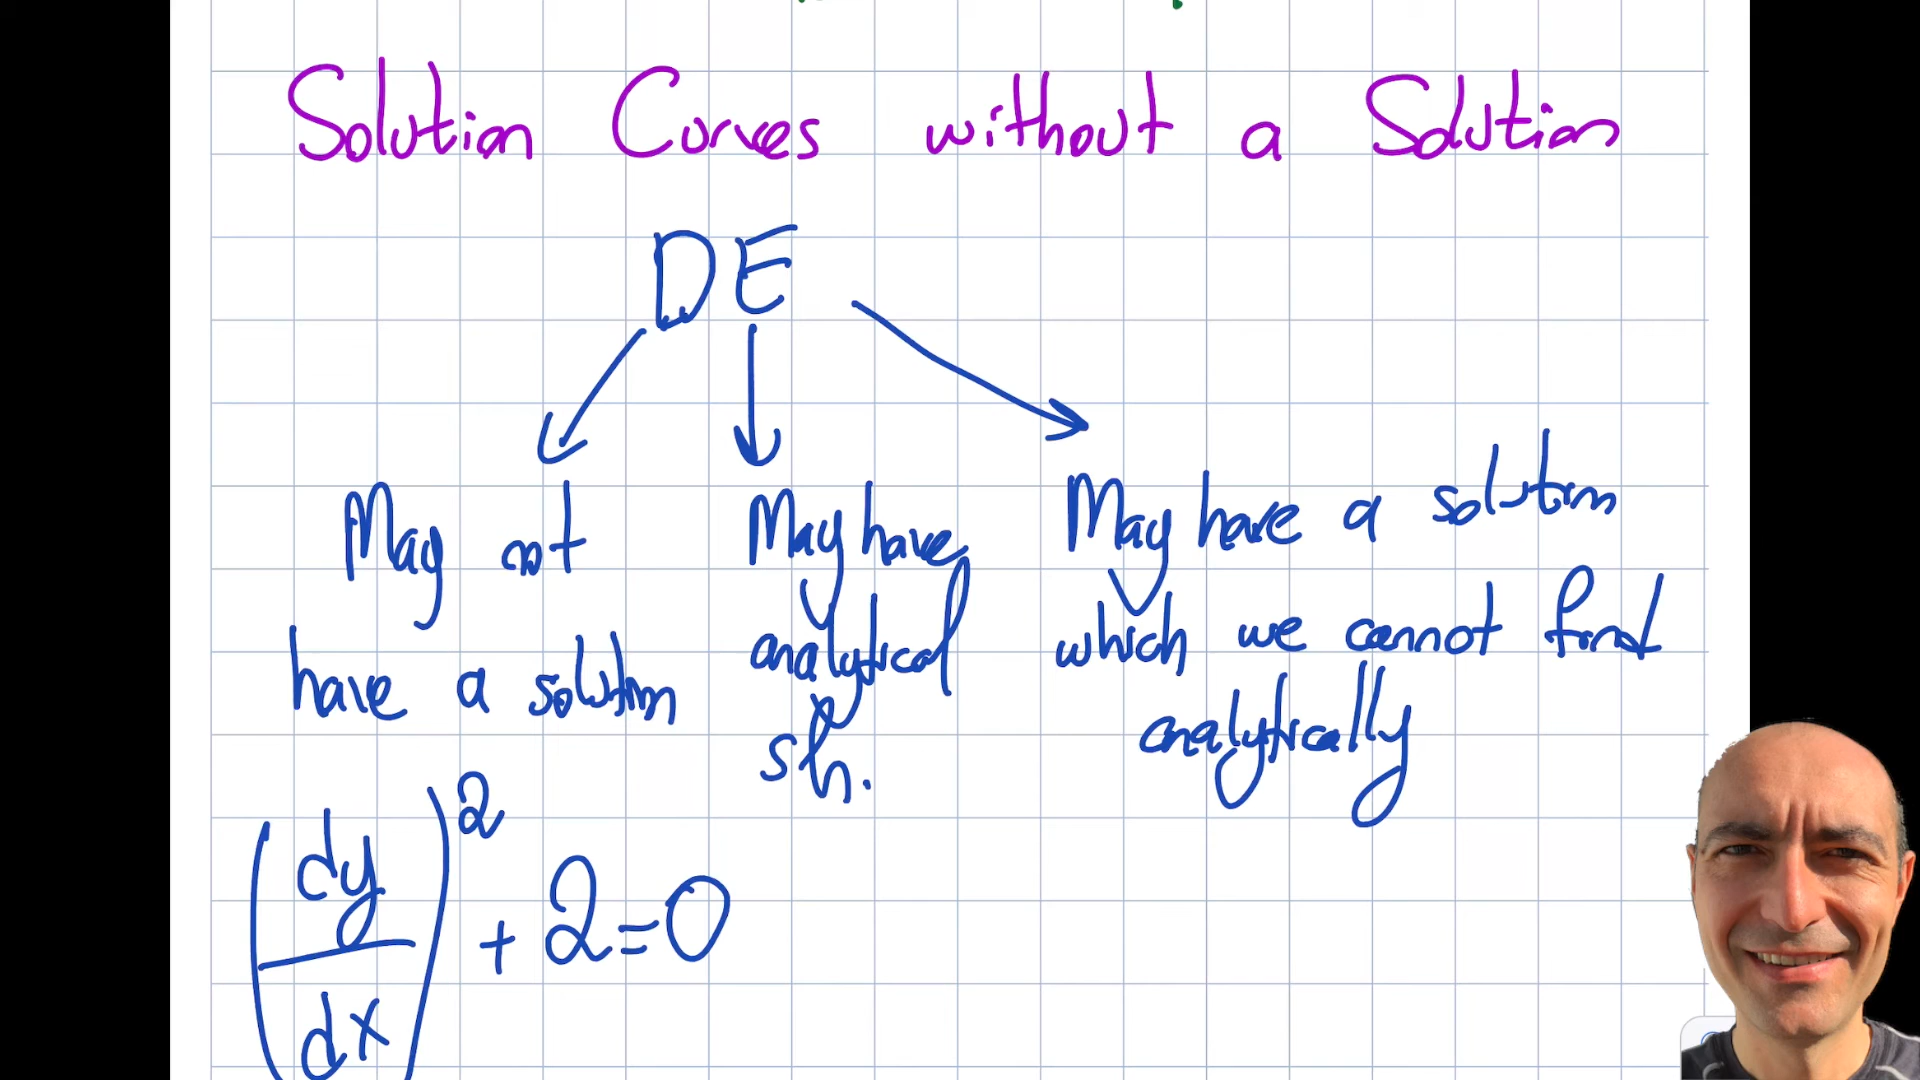 Solution Curves without a Solution
DE
May not
have a solution
May have
analytical
sln.
May have a solution
which we cannot find
analytically
(dy/dx)² + 2 = 0